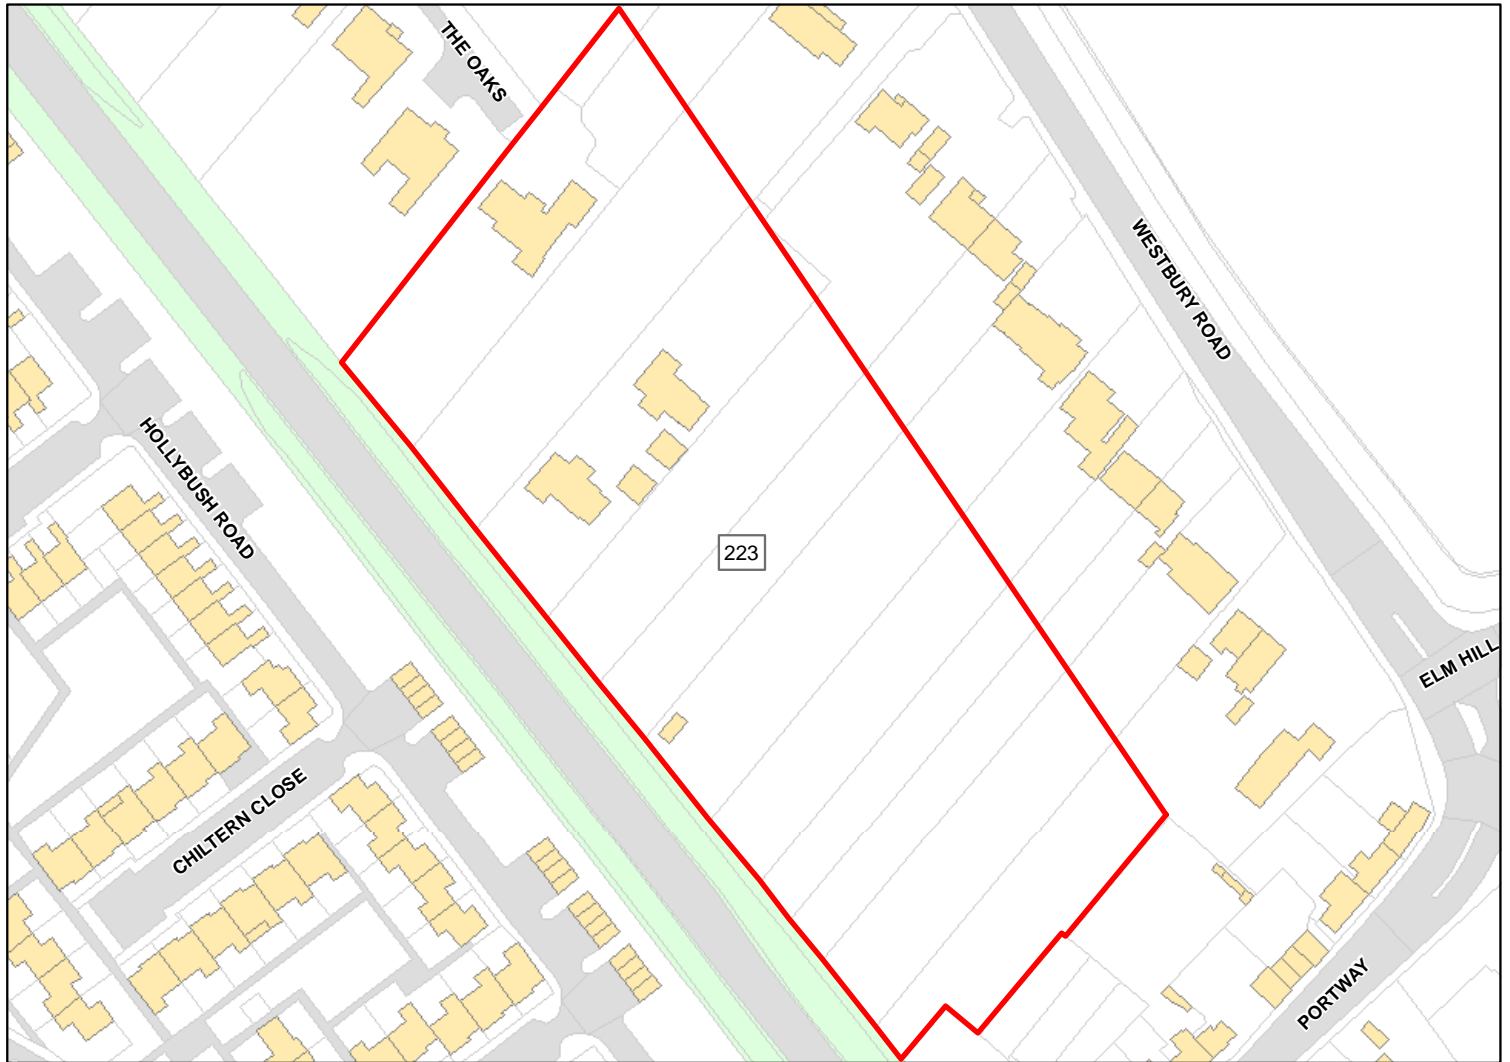 THE OAKS
WESTBURY ROAD
HOLLYBUSH ROAD
223
ELM HILL
CHILTERN CLOSE
PORTWAY